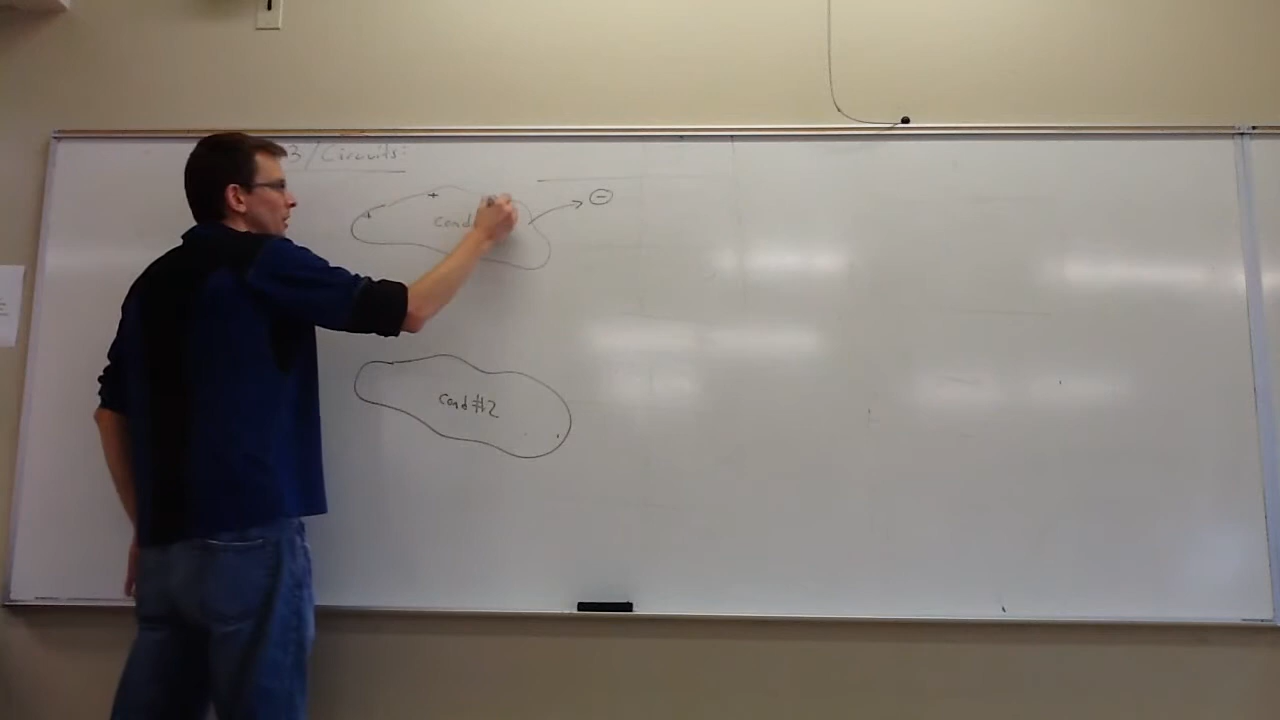 3/Circuits:
+ + −
Cond
Cond #2